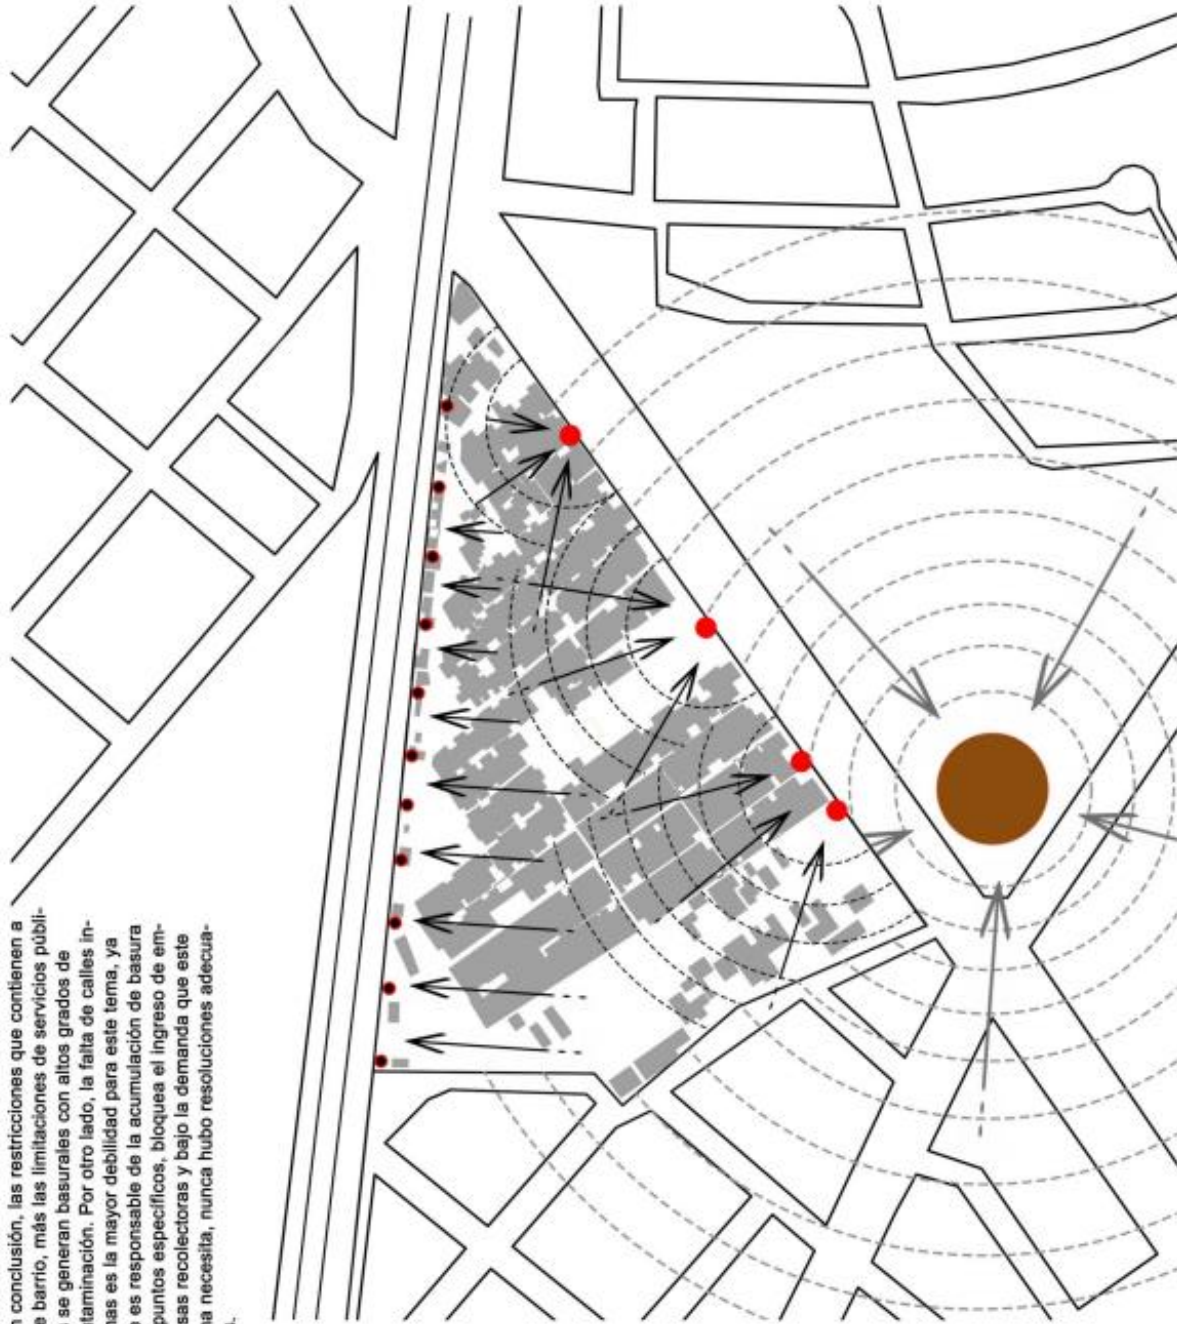 n conclusión, las restricciones que contienen a
e barrio, más las limitaciones de servicios públi-
se generan basurales con altos grados de
taminación. Por otro lado, la falta de calles in-
nas es la mayor debilidad para este tema, ya
e es responsable de la acumulación de basura
puntos específicos, bloquea el ingreso de em-
sas recolectoras y bajo la demanda que este
na necesita, nunca hubo resoluciones adecua-